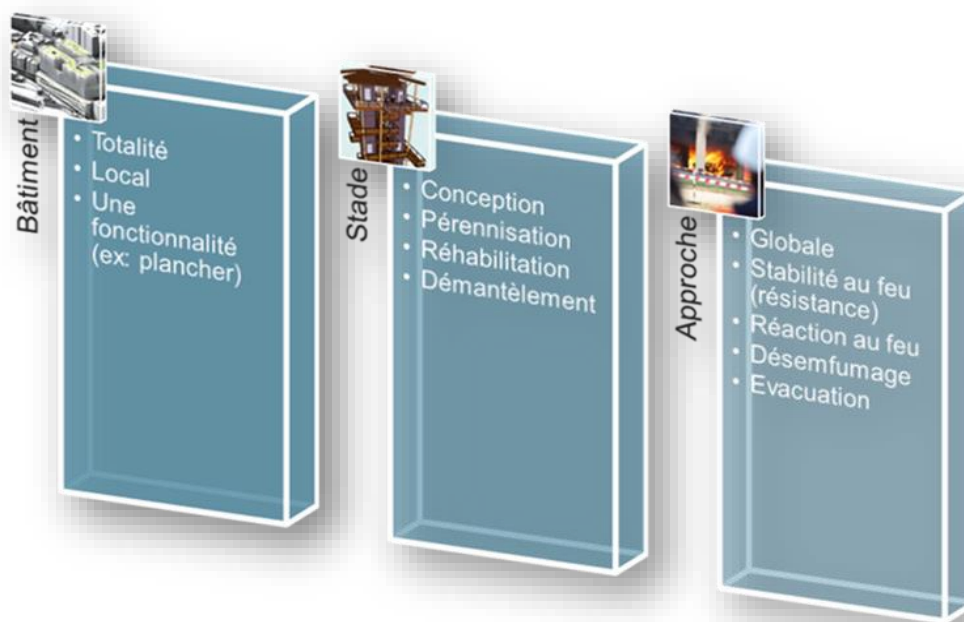 Bâtiment
• Totalité
• Local
• Une
fonctionnalité
(ex: plancher)
Stade
• Conception
• Pérennisation
• Réhabilitation
• Démantèlement
Approche
• Globale
• Stabilité au feu
(résistance)
• Réaction au feu
• Désemfumage
• Evacuation